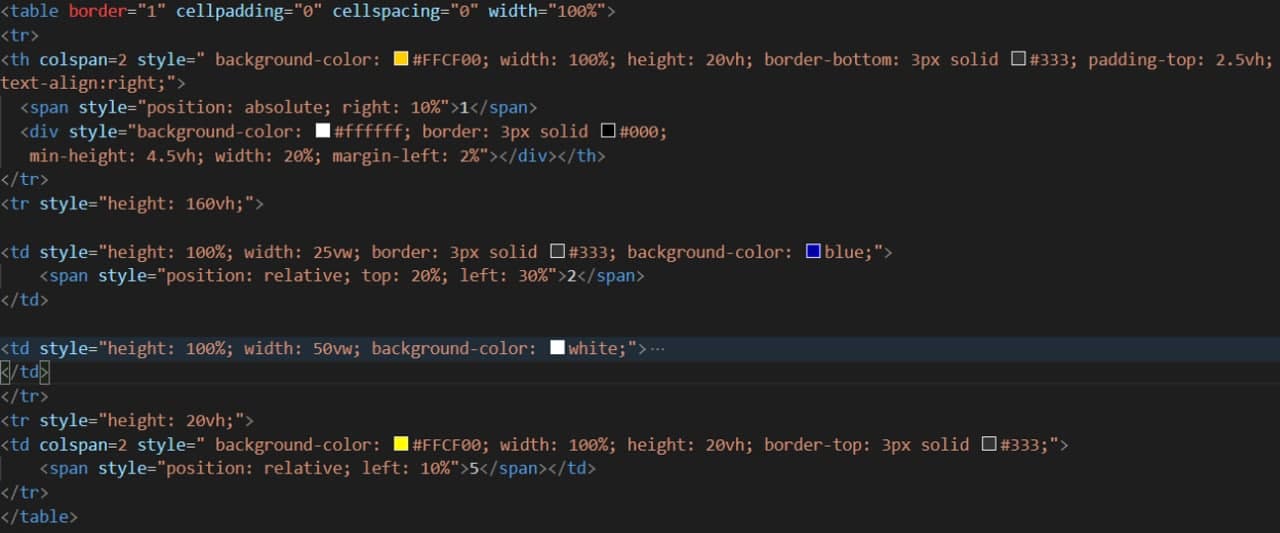 <table border="1" cellpadding="0" cellspacing="0" width="100%">
<tr>
<th colspan=2 style=" background-color: #FFCF00; width: 100%; height: 20vh; border-bottom: 3px solid #333; padding-top: 2.5vh;
text-align:right;">
<span style="position: absolute; right: 10%">1</span>
<div style="background-color: #ffffff; border: 3px solid #000;
min-height: 4.5vh; width: 20%; margin-left: 2%"></div></th>
</tr>
<tr style="height: 160vh;">
<td style="height: 100%; width: 25vw; border: 3px solid #333; background-color: blue;">
<span style="position: relative; top: 20%; left: 30%">2</span>
</td>
<td style="height: 100%; width: 50vw; background-color: white;">…
</td>
</tr>
<tr style="height: 20vh;">
<td colspan=2 style=" background-color: #FFCF00; width: 100%; height: 20vh; border-top: 3px solid #333;">
<span style="position: relative; left: 10%">5</span></td>
</tr>
</table>